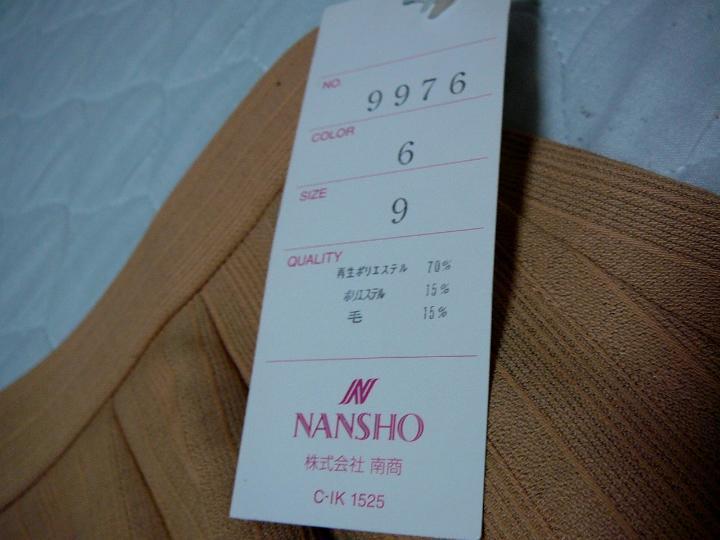 NO.
9976
COLOR
6
SIZE
9
QUALITY
再生ポリエステル 70%
ポリエステル 15%
毛 15%
NANSHO
株式会社 南商
C-IK 1525